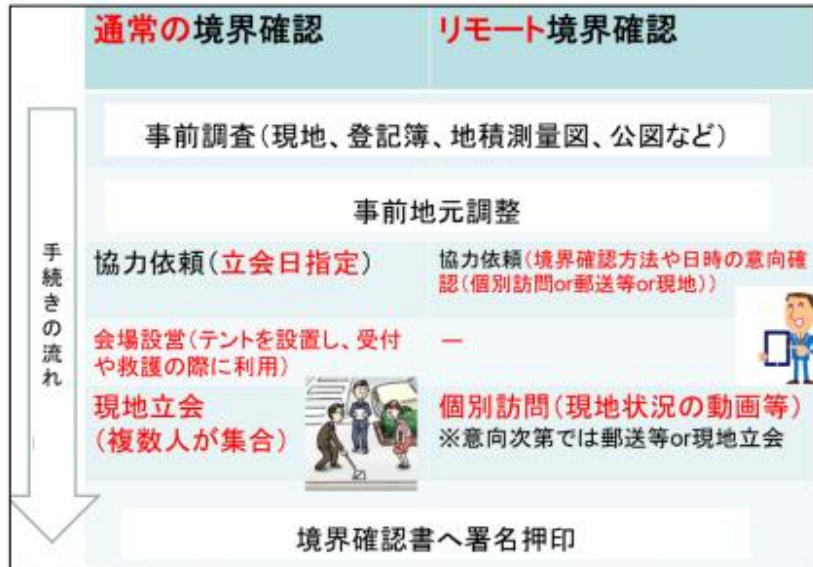 通常の境界確認
リモート境界確認
手続きの流れ
事前調査(現地、登記簿、地積測量図、公図など)
事前地元調整
協力依頼(立会日指定)
協力依頼(境界確認方法や日時の意向確
認(個別訪問or郵送等or現地))
会場設営(テントを設置し、受付
や救護の際に利用)
―
現地立会
(複数人が集合)
個別訪問(現地状況の動画等)
※意向次第では郵送等or現地立会
境界確認書へ署名押印